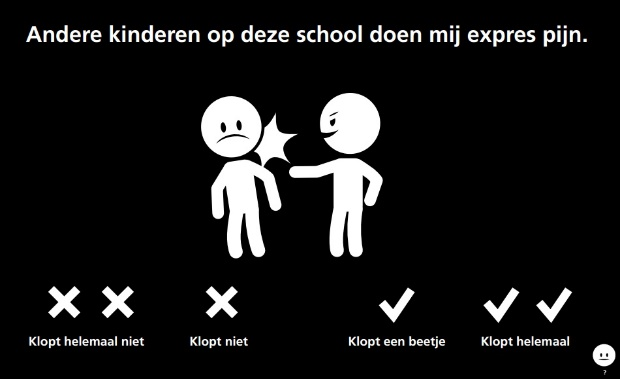 Andere kinderen op deze school doen mij expres pijn.
Klopt helemaal niet
Klopt niet
Klopt een beetje
Klopt helemaal
?